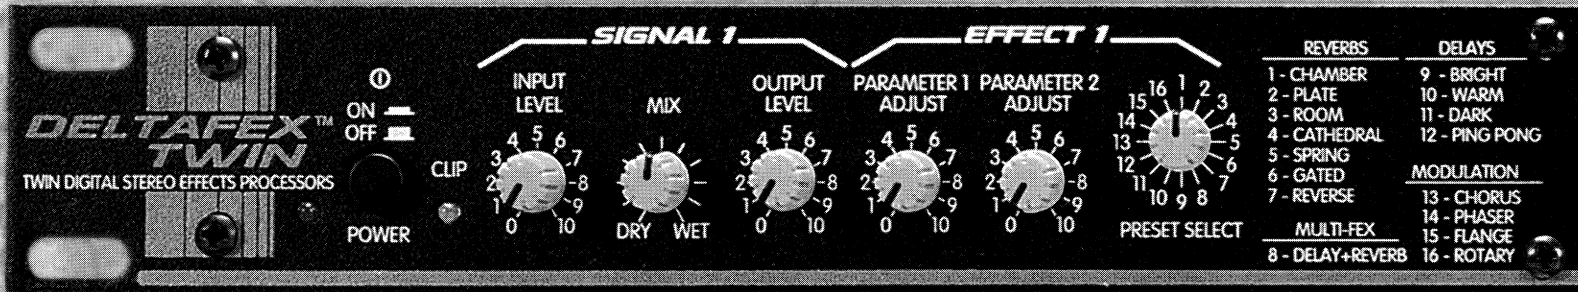 DELTAFEX™
TWIN
TWIN DIGITAL STEREO EFFECTS PROCESSORS
ON
OFF
POWER
CLIP
SIGNAL 1
INPUT
LEVEL
0 1 2 3 4 5 6 7 8 9 10
MIX
DRY WET
OUTPUT
LEVEL
0 1 2 3 4 5 6 7 8 9 10
EFFECT 1
PARAMETER 1
ADJUST
0 1 2 3 4 5 6 7 8 9 10
PARAMETER 2
ADJUST
0 1 2 3 4 5 6 7 8 9 10
1 2 3 4 5 6 7 8 9 10 11 12 13 14 15 16
PRESET SELECT
REVERBS
1 - CHAMBER
2 - PLATE
3 - ROOM
4 - CATHEDRAL
5 - SPRING
6 - GATED
7 - REVERSE
MULTI-FEX
8 - DELAY+REVERB
DELAYS
9 - BRIGHT
10 - WARM
11 - DARK
12 - PING PONG
MODULATION
13 - CHORUS
14 - PHASER
15 - FLANGE
16 - ROTARY